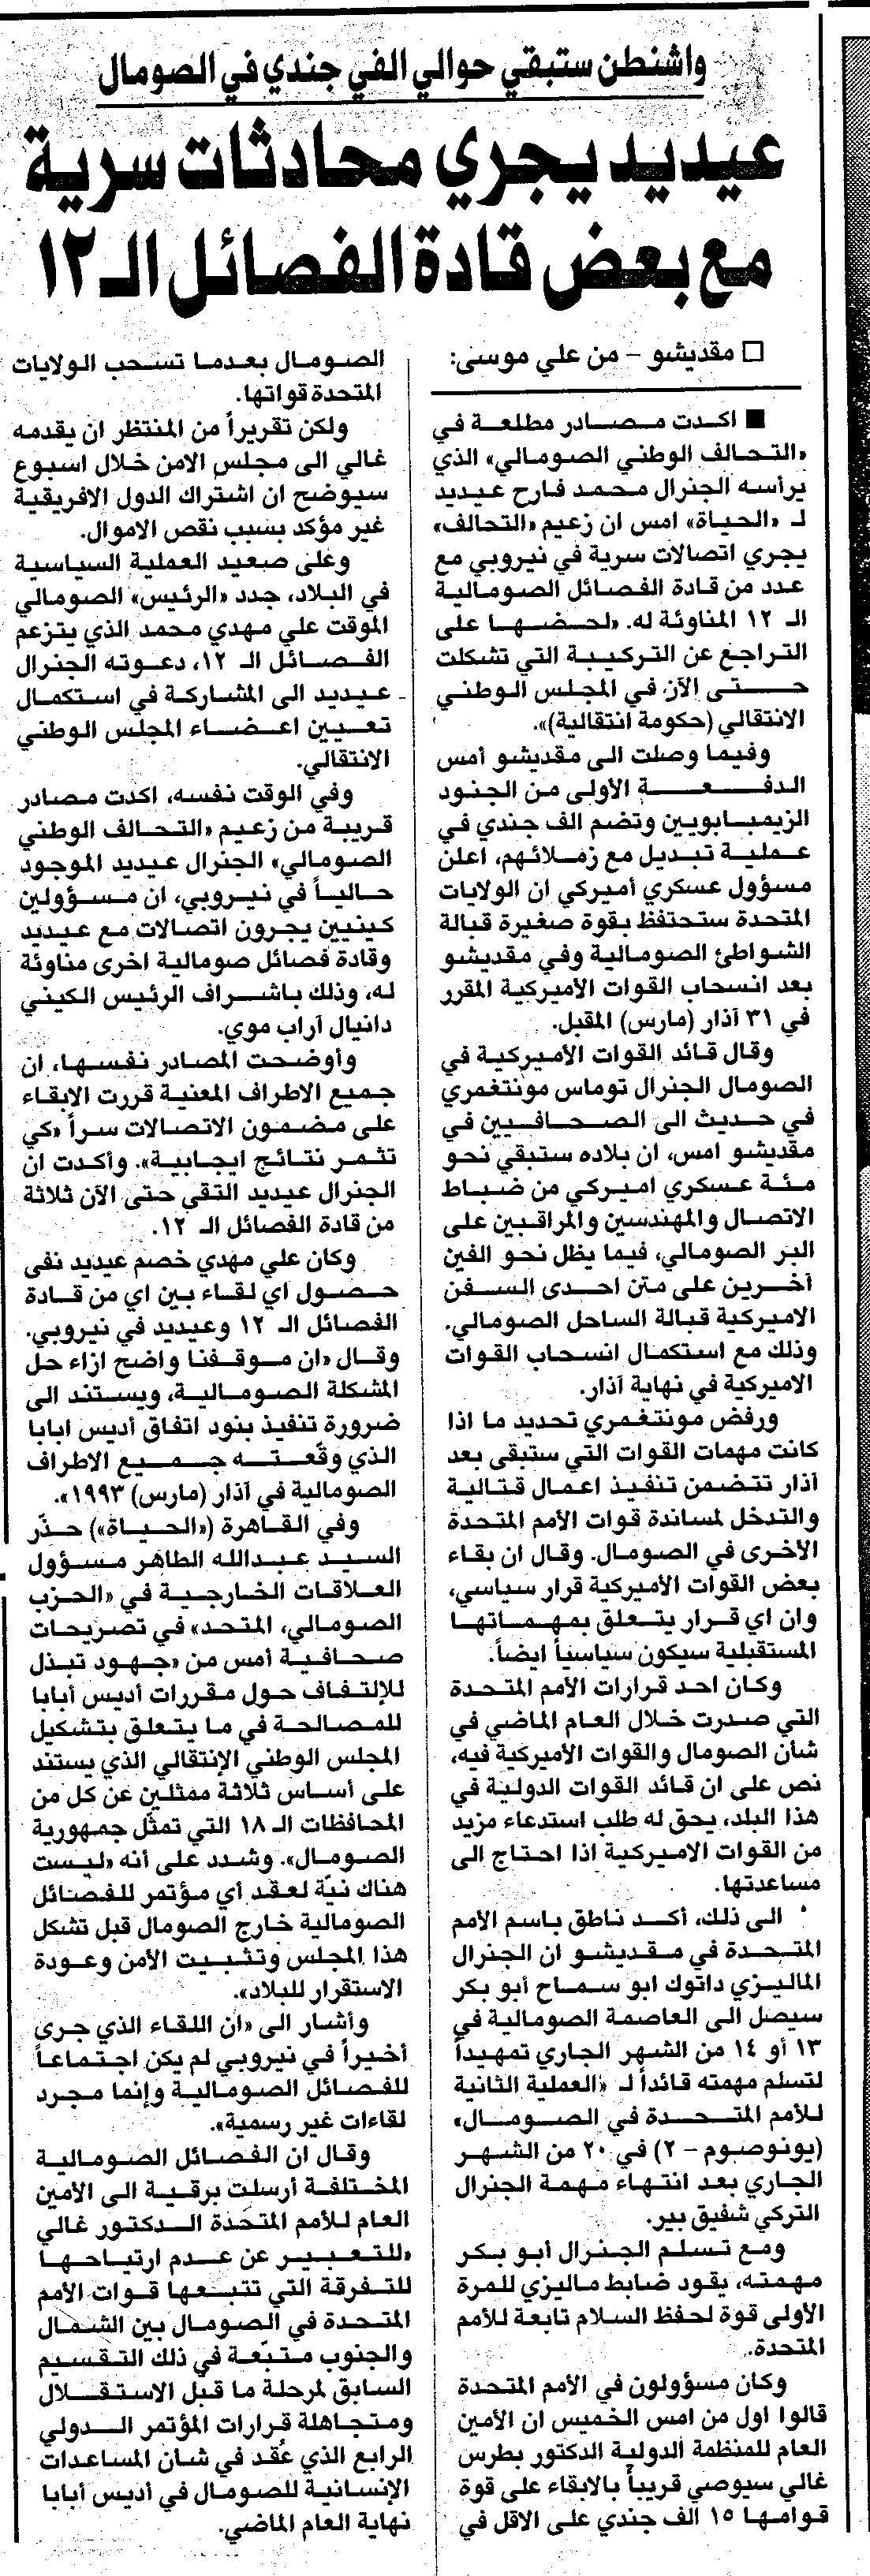 واشنطن ستبقي حوالي الفي جندي في الصومال
عيديد يجري محادثات سرية
مع بعض قادة الفصائل الـ ١٢
□ مقديشو - من علي موسى:
■ اكدت مصادر مطلعة في
«التحالف الوطني الصومالي» الذي
يرأسه الجنرال محمد فارح عيديد
لـ «الحياة» امس ان زعيم «التحالف»
يجري اتصالات سرية في نيروبي مع
عدد من قادة الفصائل الصومالية
الـ ١٢ المناوئة له. «لحضها على
التراجع عن التركيبة التي تشكلت
حتى الآن في المجلس الوطني
الانتقالي (حكومة انتقالية)».
وفيما وصلت الى مقديشو أمس
الدفعة الأولى من الجنود
الزيمبابويين وتضم الف جندي في
عملية تبديل مع زملائهم، اعلن
مسؤول عسكري أميركي ان الولايات
المتحدة ستحتفظ بقوة صغيرة قبالة
الشواطئ الصومالية وفي مقديشو
بعد انسحاب القوات الأميركية المقرر
في ٣١ آذار (مارس) المقبل.
وقال قائد القوات الأميركية في
الصومال الجنرال توماس مونتغمري
في حديث الى الصحافيين في
مقديشو امس، ان بلاده ستبقي نحو
مئة عسكري اميركي من ضباط
الاتصال والمهندسين والمراقبين على
البر الصومالي، فيما يظل نحو الفين
آخرين على متن احدى السفن
الاميركية قبالة الساحل الصومالي.
وذلك مع استكمال انسحاب القوات
الاميركية في نهاية آذار.
ورفض مونتغمري تحديد ما اذا
كانت مهمات القوات التي ستبقى بعد
آذار تتضمن تنفيذ اعمال قتالية
والتدخل لمساندة قوات الأمم المتحدة
الأخرى في الصومال. وقال ان بقاء
بعض القوات الأميركية قرار سياسي،
وان اي قرار يتعلق بمهماتها
المستقبلية سيكون سياسياً ايضاً.
وكان احد قرارات الأمم المتحدة
التي صدرت خلال العام الماضي في
شأن الصومال والقوات الأميركية فيه،
نص على ان قائد القوات الدولية في
هذا البلد، يحق له طلب استدعاء مزيد
من القوات الاميركية اذا احتاج الى
مساعدتها.
الى ذلك، أكد ناطق باسم الأمم
المتحدة في مقديشو ان الجنرال
الماليزي داتوك ابو سماح أبو بكر
سيصل الى العاصمة الصومالية في
١٣ أو ١٤ من الشهر الجاري تمهيداً
لتسلم مهمته قائداً لـ «العملية الثانية
للأمم المتحدة في الصومال»
(يونوصوم - ٢) في ٢٠ من الشهر
الجاري بعد انتهاء مهمة الجنرال
التركي شفيق بير.
ومع تسلم الجنرال أبو بكر
مهمته، يقود ضابط ماليزي للمرة
الأولى قوة لحفظ السلام تابعة للأمم
المتحدة.
وكان مسؤولون في الأمم المتحدة
قالوا اول من امس الخميس ان الأمين
العام للمنظمة الدولية الدكتور بطرس
غالي سيوصي قريباً بالابقاء على قوة
قوامها ١٥ الف جندي على الاقل في
الصومال بعدما تسحب الولايات
المتحدة قواتها.
ولكن تقريراً من المنتظر ان يقدمه
غالي الى مجلس الامن خلال اسبوع
سيوضح ان اشتراك الدول الافريقية
غير مؤكد بسبب نقص الاموال.
وعلى صعيد العملية السياسية
في البلاد، جدد «الرئيس» الصومالي
الموقت علي مهدي محمد الذي يتزعم
الفصائل الـ ١٢، دعوته الجنرال
عيديد الى المشاركة في استكمال
تعيين اعضاء المجلس الوطني
الانتقالي.
وفي الوقت نفسه، اكدت مصادر
قريبة من زعيم «التحالف الوطني
الصومالي» الجنرال عيديد الموجود
حالياً في نيروبي، ان مسؤولين
كينيين يجرون اتصالات مع عيديد
وقادة فصائل صومالية اخرى مناوئة
له، وذلك باشراف الرئيس الكيني
دانيال آراب موي.
وأوضحت المصادر نفسها، ان
جميع الاطراف المعنية قررت الابقاء
على مضمون الاتصالات سراً «كي
تثمر نتائج ايجابية». وأكدت ان
الجنرال عيديد التقى حتى الآن ثلاثة
من قادة الفصائل الـ ١٢.
وكان علي مهدي خصم عيديد نفى
حصول اي لقاء بين اي من قادة
الفصائل الـ ١٢ وعيديد في نيروبي.
وقال «ان موقفنا واضح ازاء حل
المشكلة الصومالية، ويستند الى
ضرورة تنفيذ بنود اتفاق أديس ابابا
الذي وقّعته جميع الاطراف
الصومالية في آذار (مارس) ١٩٩٣».
وفي القاهرة («الحياة») حذّر
السيد عبدالله الطاهر مسؤول
العلاقات الخارجية في «الحزب
الصومالي، المتحد» في تصريحات
صحافية أمس من «جهود تبذل
للإلتفاف حول مقررات أديس أبابا
للمصالحة في ما يتعلق بتشكيل
المجلس الوطني الإنتقالي الذي يستند
على أساس ثلاثة ممثلين عن كل من
المحافظات الـ ١٨ التي تمثّل جمهورية
الصومال». وشدد على أنه «ليست
هناك نيّة لعقد أي مؤتمر للفصائل
الصومالية خارج الصومال قبل تشكل
هذا المجلس وتثبيت الأمن وعودة
الاستقرار للبلاد».
وأشار الى «ان اللقاء الذي جرى
أخيراً في نيروبي لم يكن اجتماعاً
للفصائل الصومالية وإنما مجرد
لقاءات غير رسمية».
وقال ان الفصائل الصومالية
المختلفة أرسلت برقية الى الأمين
العام للأمم المتحدة الدكتور غالي
«للتعبير عن عدم ارتياحها
للتفرقة التي تتبعها قوات الأمم
المتحدة في الصومال بين الشمال
والجنوب متبّعة في ذلك التقسيم
السابق لمرحلة ما قبل الاستقلال
ومتجاهلة قرارات المؤتمر الدولي
الرابع الذي عُقد في شان المساعدات
الإنسانية للصومال في أديس أبابا
نهاية العام الماضي.